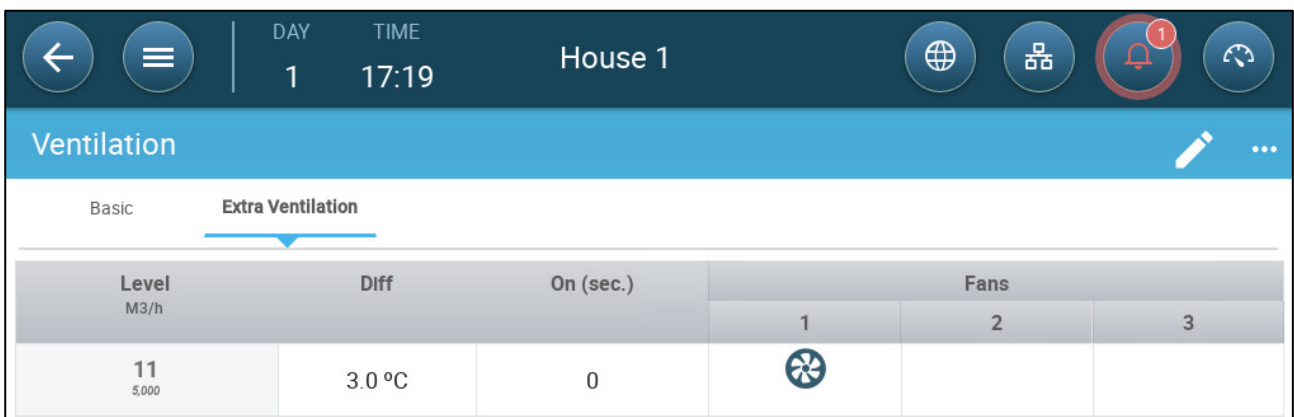 DAY TIME
1 17:19 House 1 1
Ventilation
Basic Extra Ventilation
Level Diff On (sec.) Fans
M3/h 1 2 3
11 3.0 ºC 0
5,000